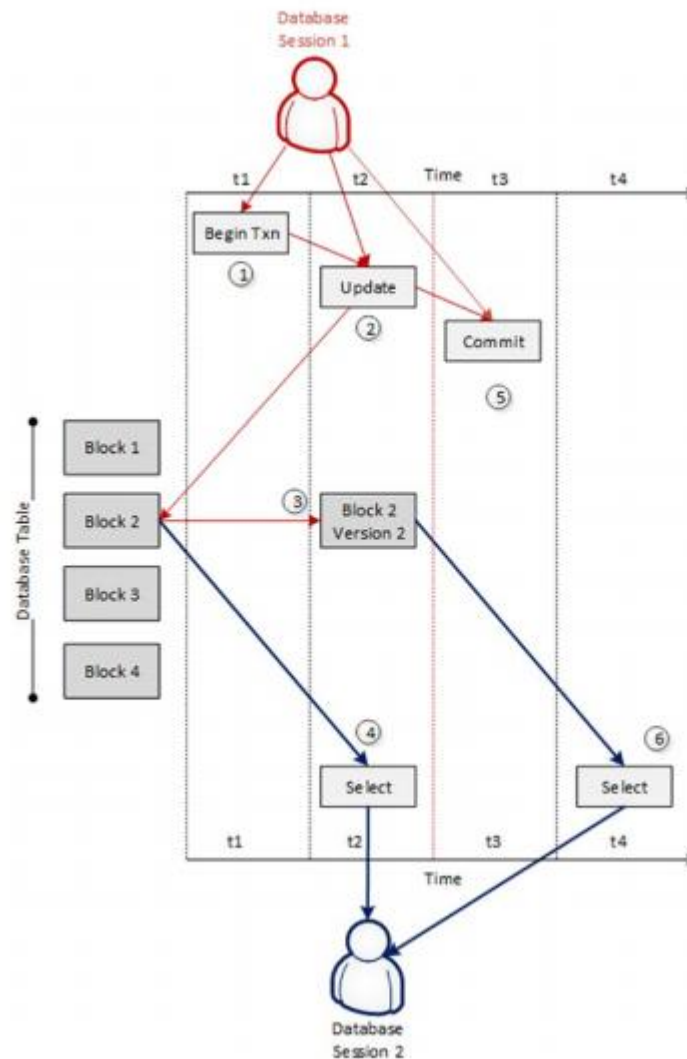 Database
Session 1
t1
t2
Time
t3
t4
Begin Txn
1
Update
2
Commit
5
Database Table
Block 1
Block 2
3
Block 2
Version 2
Block 3
Block 4
4
6
Select
Select
t1
t2
t3
t4
Time
Database
Session 2